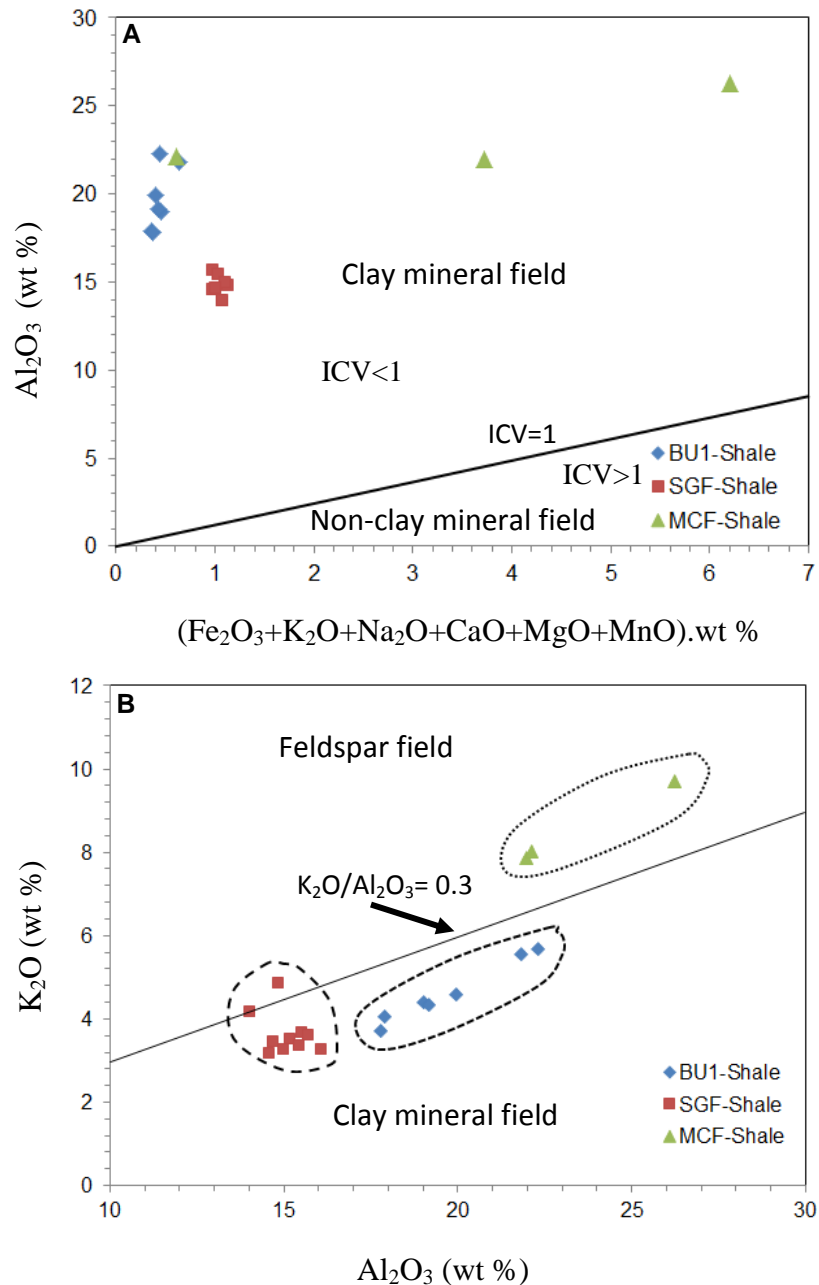 A
30
25
20
15
10
5
0
Al₂O₃ (wt %)
Clay mineral field
ICV<1
ICV=1
ICV>1
Non-clay mineral field
BU1-Shale
SGF-Shale
MCF-Shale
0 1 2 3 4 5 6 7
(Fe₂O₃+K₂O+Na₂O+CaO+MgO+MnO).wt %
B
12
10
8
6
4
2
0
K₂O (wt %)
Feldspar field
K₂O/Al₂O₃= 0.3
Clay mineral field
BU1-Shale
SGF-Shale
MCF-Shale
10 15 20 25 30
Al₂O₃ (wt %)